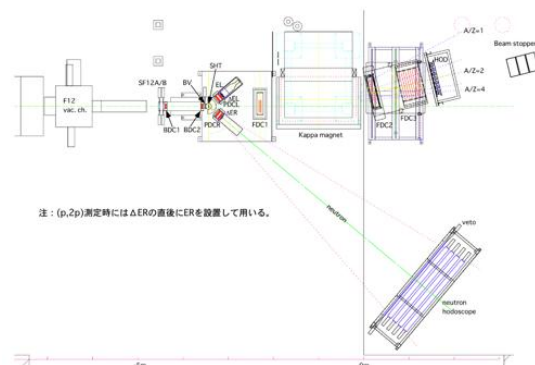 A/Z=1
Beam stopper
HOD
A/Z=2
A/Z=4
SHT
SF12A/B
BV
EL
F12
vac. ch.
ΔEL
PDCL
ΔER
PDCR
BDC1
BDC2
FDC1
FDC2
FDC3
Kappa magnet
注：(p,2p)測定時にはΔERの直後にERを設置して用いる。
neutron
veto
neutron
hodoscope
0m